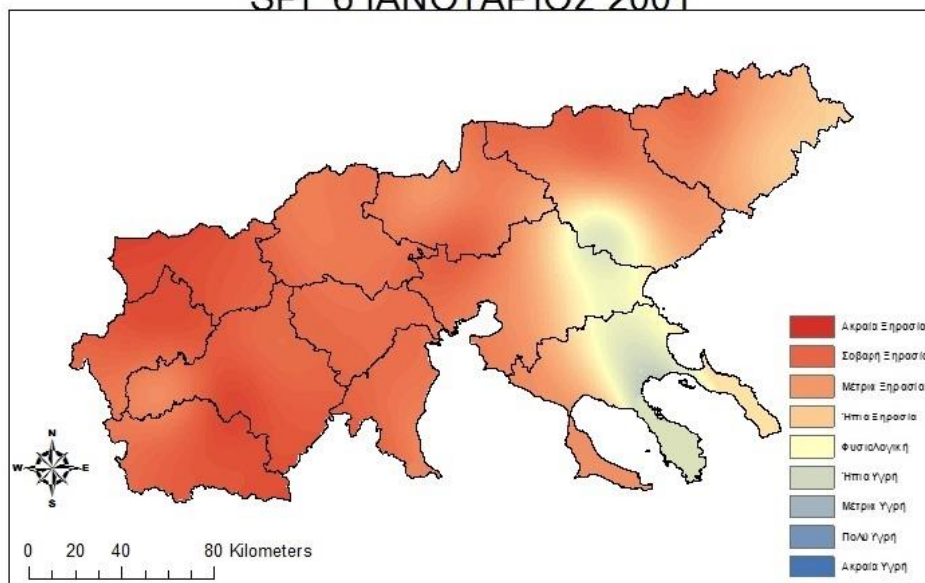 SPI 6 ΙΑΝΟΥΑΡΙΟΣ 2001
Ακραία Ξηρασία
Σοβαρή Ξηρασία
Μέτρια Ξηρασία
Ήπια Ξηρασία
Φυσιολογική
Ήπια Υγρή
Μέτρια Υγρή
Πολύ Υγρή
Ακραία Υγρή
N
W E
S
0 20 40 80 Kilometers